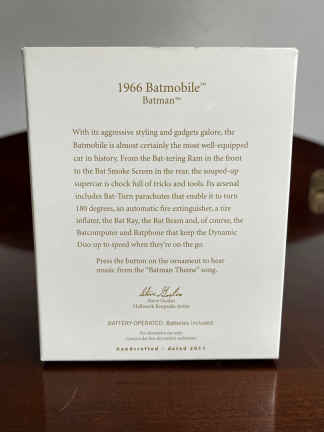 1966 Batmobile™
Batman™
With its aggressive styling and gadgets galore, the
Batmobile is almost certainly the most well-equipped
car in history. From the Bat-tering Ram in the front
to the Bat Smoke Screen in the rear, the souped-up
supercar is chock full of tricks and tools. Its arsenal
includes Bat-Turn parachutes that enable it to turn
180 degrees, an automatic fire extinguisher, a tire
inflater, the Bat Ray, the Bat Beam and, of course, the
Batcomputer and Batphone that keep the Dynamic
Duo up to speed when they're on the go.
Press the button on the ornament to hear
music from the "Batman Theme" song.
Hallmark Keepsake Artist
BATTERY-OPERATED. Batteries included.
For decorative use only.
handcrafted • dated 2011